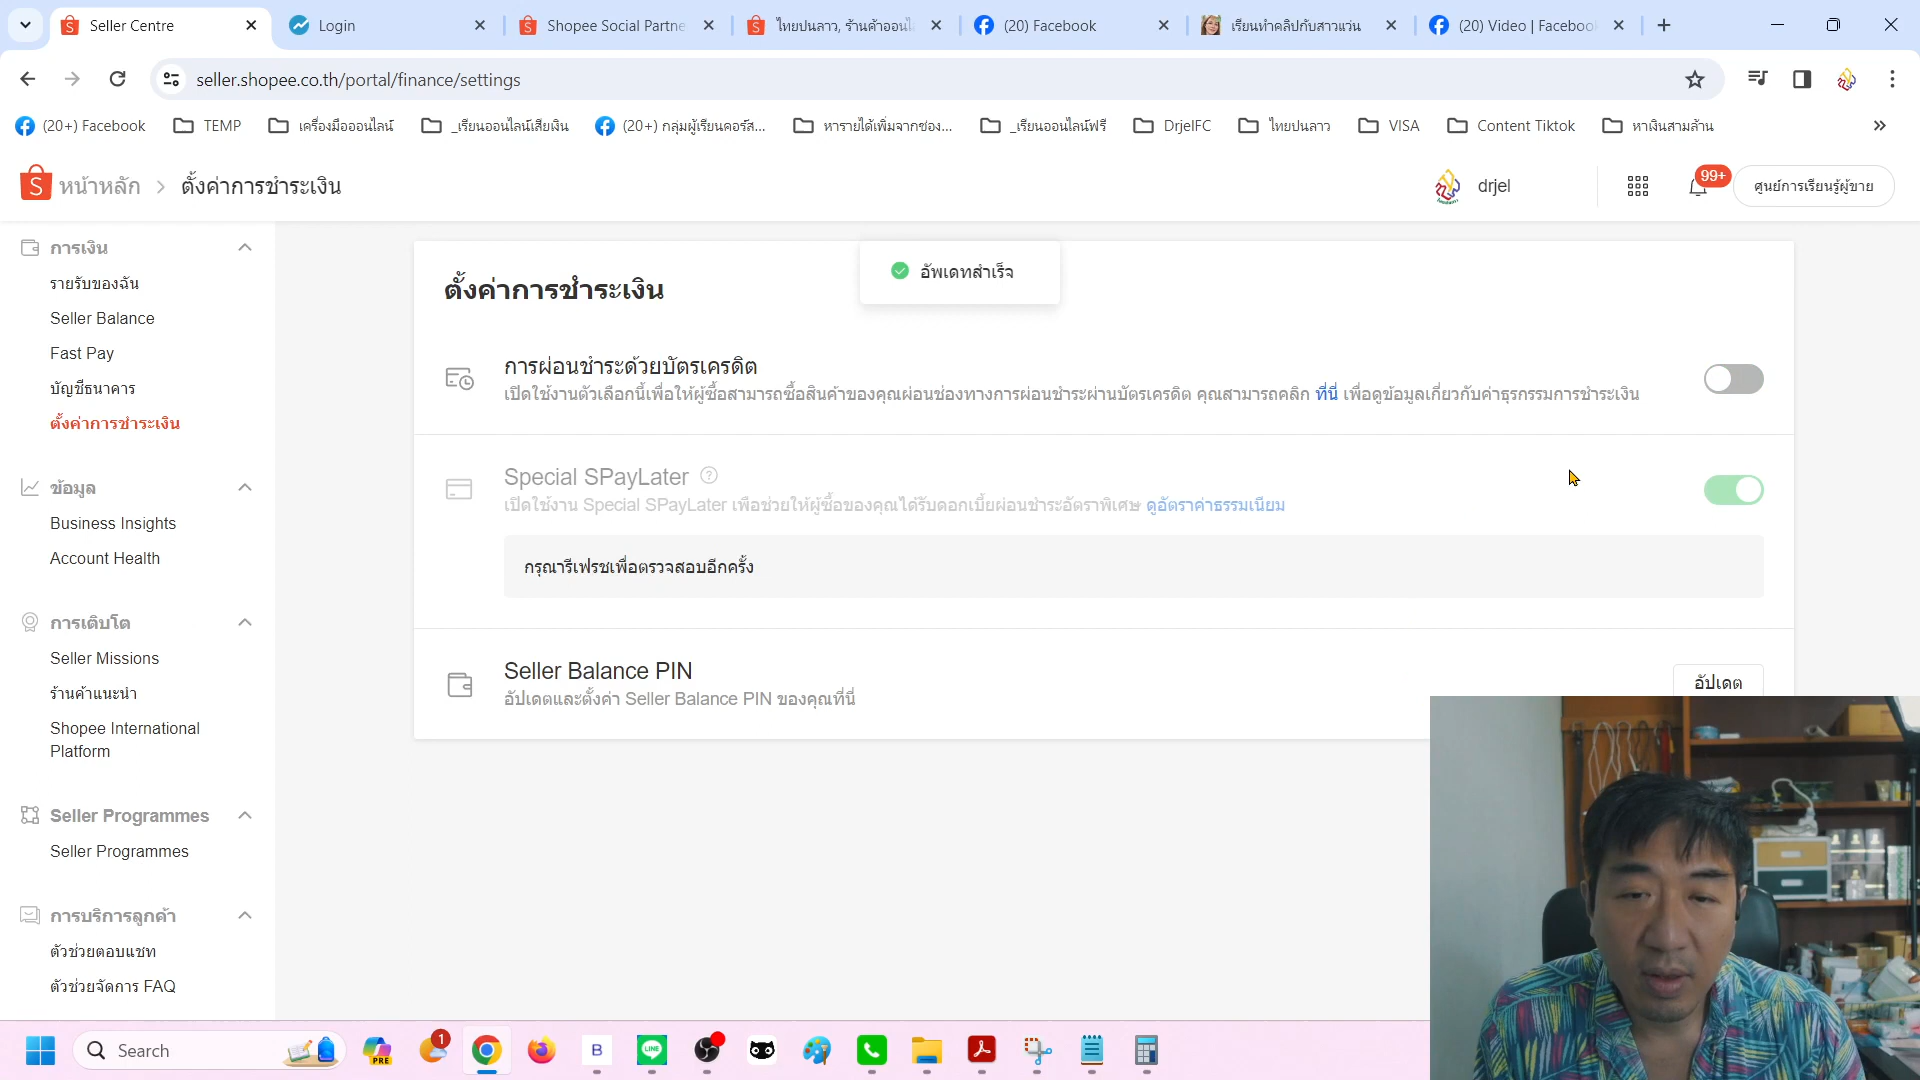 Seller Centre
Login
Shopee Social Partne
ไทยปนลาว, ร้านค้าออนไล
(20) Facebook
เรียนทำคลิปกับสาวแว่น
(20) Video | Faceboo
seller.shopee.co.th/portal/finance/settings
(20+) Facebook
TEMP
เครื่องมือออนไลน์
_เรียนออนไลน์เสียเงิน
(20+) กลุ่มผู้เรียนคอร์ส...
หารายได้เพิ่มจากช่อง...
_เรียนออนไลน์ฟรี
DrjelFC
ไทยปนลาว
VISA
Content Tiktok
หาเงินสามล้าน
หน้าหลัก > ตั้งค่าการชำระเงิน
drjel
99+
ศูนย์การเรียนรู้ผู้ขาย
การเงิน
รายรับของฉัน
Seller Balance
Fast Pay
บัญชีธนาคาร
ตั้งค่าการชำระเงิน
ข้อมูล
Business Insights
Account Health
การเติบโต
Seller Missions
ร้านค้าแนะนำ
Shopee International
Platform
Seller Programmes
Seller Programmes
การบริการลูกค้า
ตัวช่วยตอบแชท
ตัวช่วยจัดการ FAQ
อัพเดทสำเร็จ
ตั้งค่าการชำระเงิน
การผ่อนชำระด้วยบัตรเครดิต
เปิดใช้งานตัวเลือกนี้เพื่อให้ผู้ซื้อสามารถซื้อสินค้าของคุณผ่อนช่องทางการผ่อนชำระผ่านบัตรเครดิต คุณสามารถคลิก ที่นี่ เพื่อดูข้อมูลเกี่ยวกับค่าธุรกรรมการชำระเงิน
Special SPayLater
เปิดใช้งาน Special SPayLater เพื่อช่วยให้ผู้ซื้อของคุณได้รับดอกเบี้ยผ่อนชำระอัตราพิเศษ ดูอัตราค่าธรรมเนียม
กรุณารีเฟรชเพื่อตรวจสอบอีกครั้ง
Seller Balance PIN
อัปเดตและตั้งค่า Seller Balance PIN ของคุณที่นี่
อัปเดต
Search
PRE
1
B